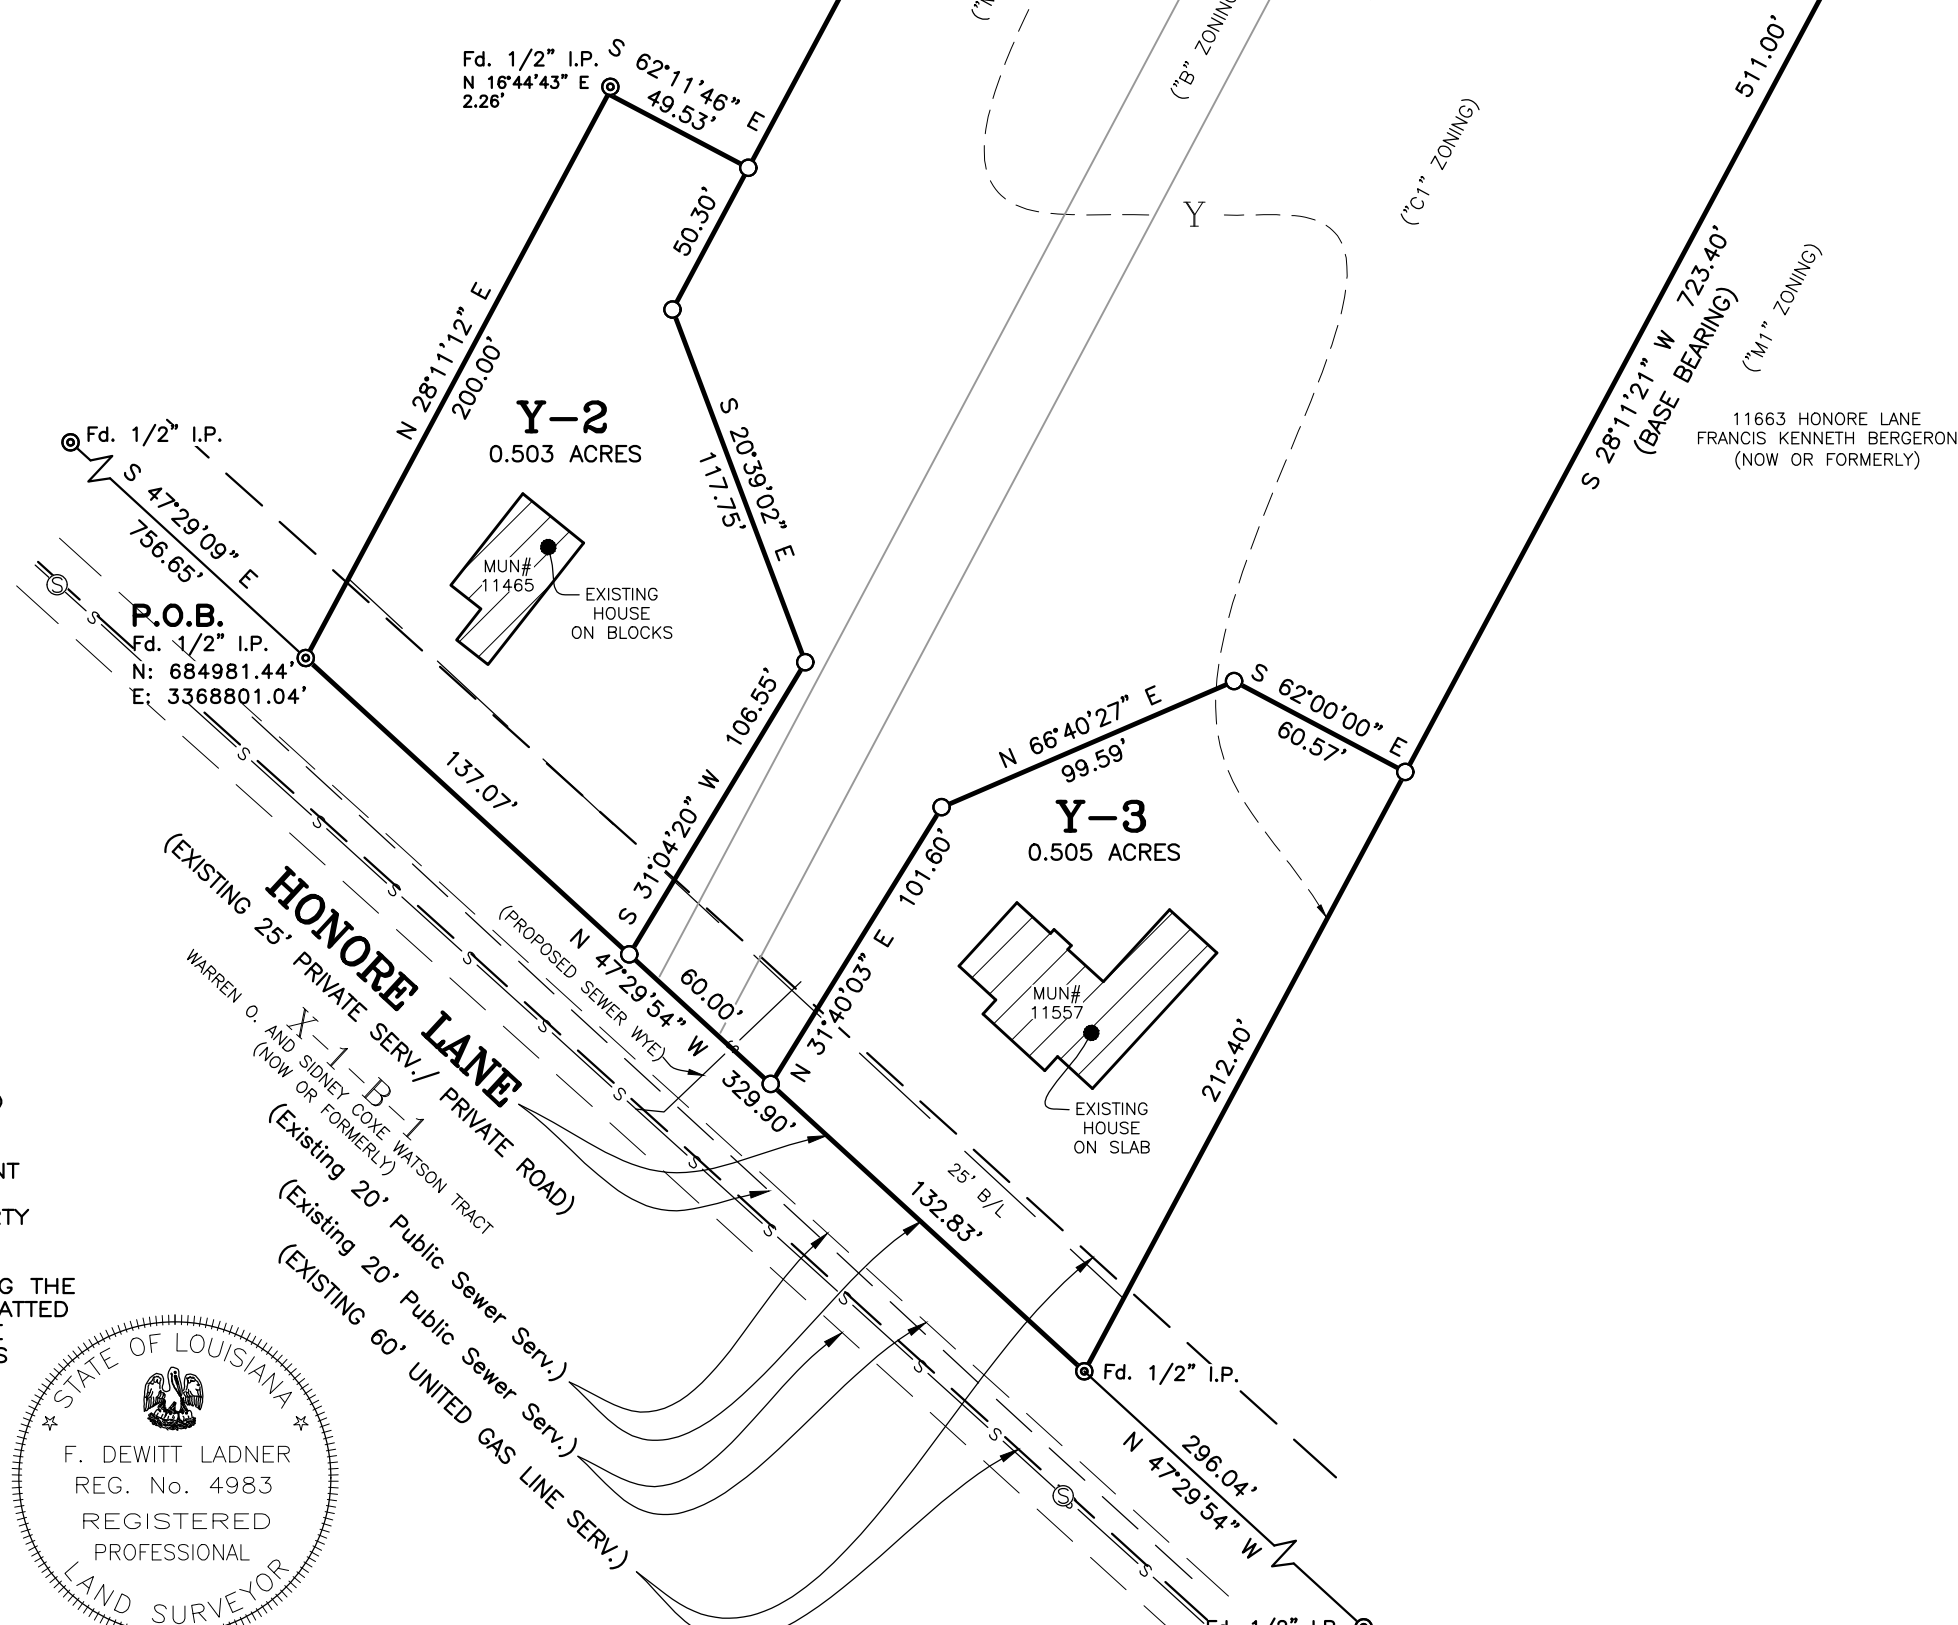 Fd. 1/2" I.P.
N 16°44'43" E
2.26'
S 62°11'46" E
49.53'
50.30'
("B" ZONING
("C1" ZONING)
511.00'
Y
N 28°11'12" E
200.00'
Y-2
0.503 ACRES
S 20°39'02" E
117.75'
S 28°11'21" W 723.40'
(BASE BEARING)
("M1" ZONING)
11663 HONORE LANE
FRANCIS KENNETH BERGERON
(NOW OR FORMERLY)
Fd. 1/2" I.P.
S 47°29'09" E
756.65'
MUN#
11465
EXISTING
HOUSE
ON BLOCKS
P.O.B.
Fd. 1/2" I.P.
N: 684981.44'
E: 3368801.04'
S
S
137.07'
S 31°04'20" W 106.55'
N 66°40'27" E
99.59'
S 62°00'00" E
60.57'
Y-3
0.505 ACRES
N 31°40'03" E 101.60'
MUN#
11557
EXISTING
HOUSE
ON SLAB
212.40'
N 47°29'54" W 329.90'
60.00'
132.83'
25' B/L
(PROPOSED SEWER WYE)
HONORE LANE
(EXISTING 25' PRIVATE SERV./ PRIVATE ROAD)
X-1-B-1
WARREN O. AND SIDNEY COXE WATSON TRACT
(NOW OR FORMERLY)
(Existing 20' Public Sewer Serv.)
(Existing 20' Public Sewer Serv.)
(EXISTING 60' UNITED GAS LINE SERV.)
S
S
S
S
S
S
S
S
S
S
S
S
S
S
Fd. 1/2" I.P.
296.04'
N 47°29'54" W
Fd. 1/2" I.P.
NT
RTY
G THE
ATTED
S
STATE OF LOUISIANA
F. DEWITT LADNER
REG. No. 4983
REGISTERED
PROFESSIONAL
LAND SURVEYOR